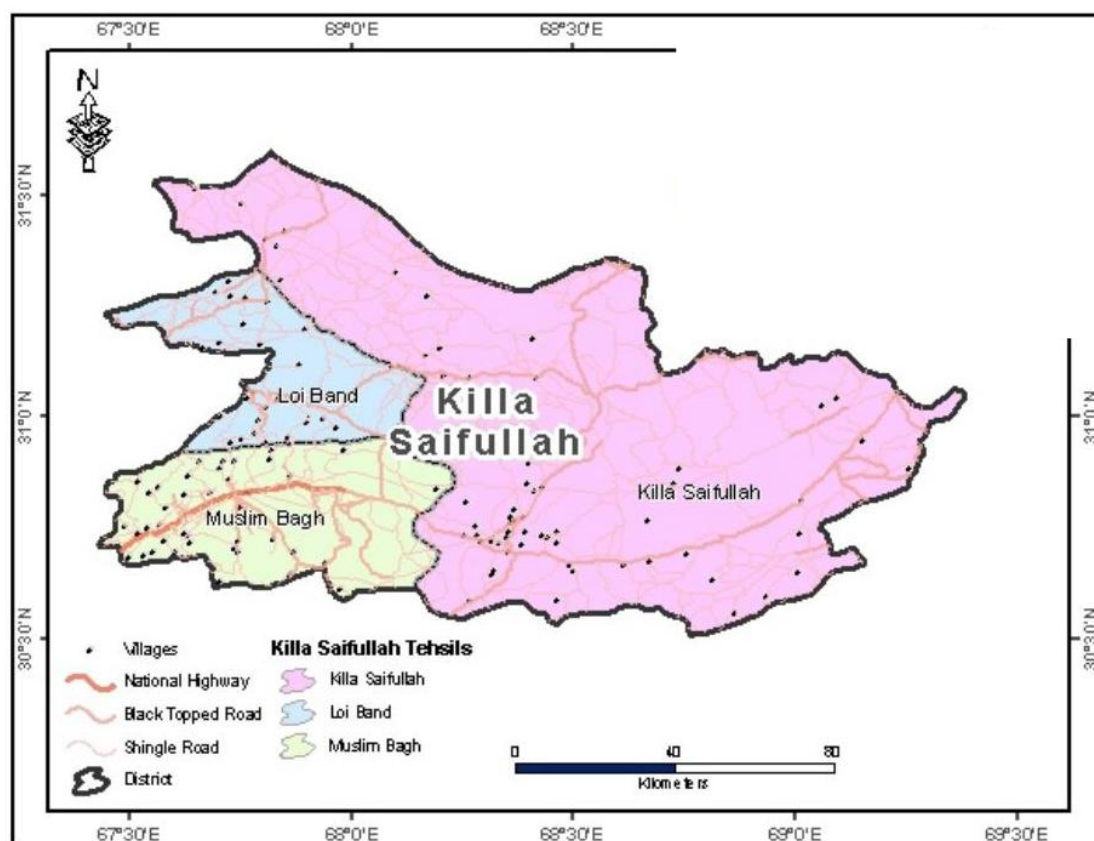 67°30'E 68°0'E 68°30'E
N
31°30'N
31°30'N
Loi Band
Killa
Saifullah
31°0'N
31°0'N
Killa Saifullah
Muslim Bagh
30°30'N
30°30'N
Villages
National Highway
Black Topped Road
Shingle Road
District
Killa Saifullah Tehsils
Killa Saifullah
Loi Band
Muslim Bagh
0 40 80
Kilometers
67°30'E 68°0'E 68°30'E 69°0'E 69°30'E